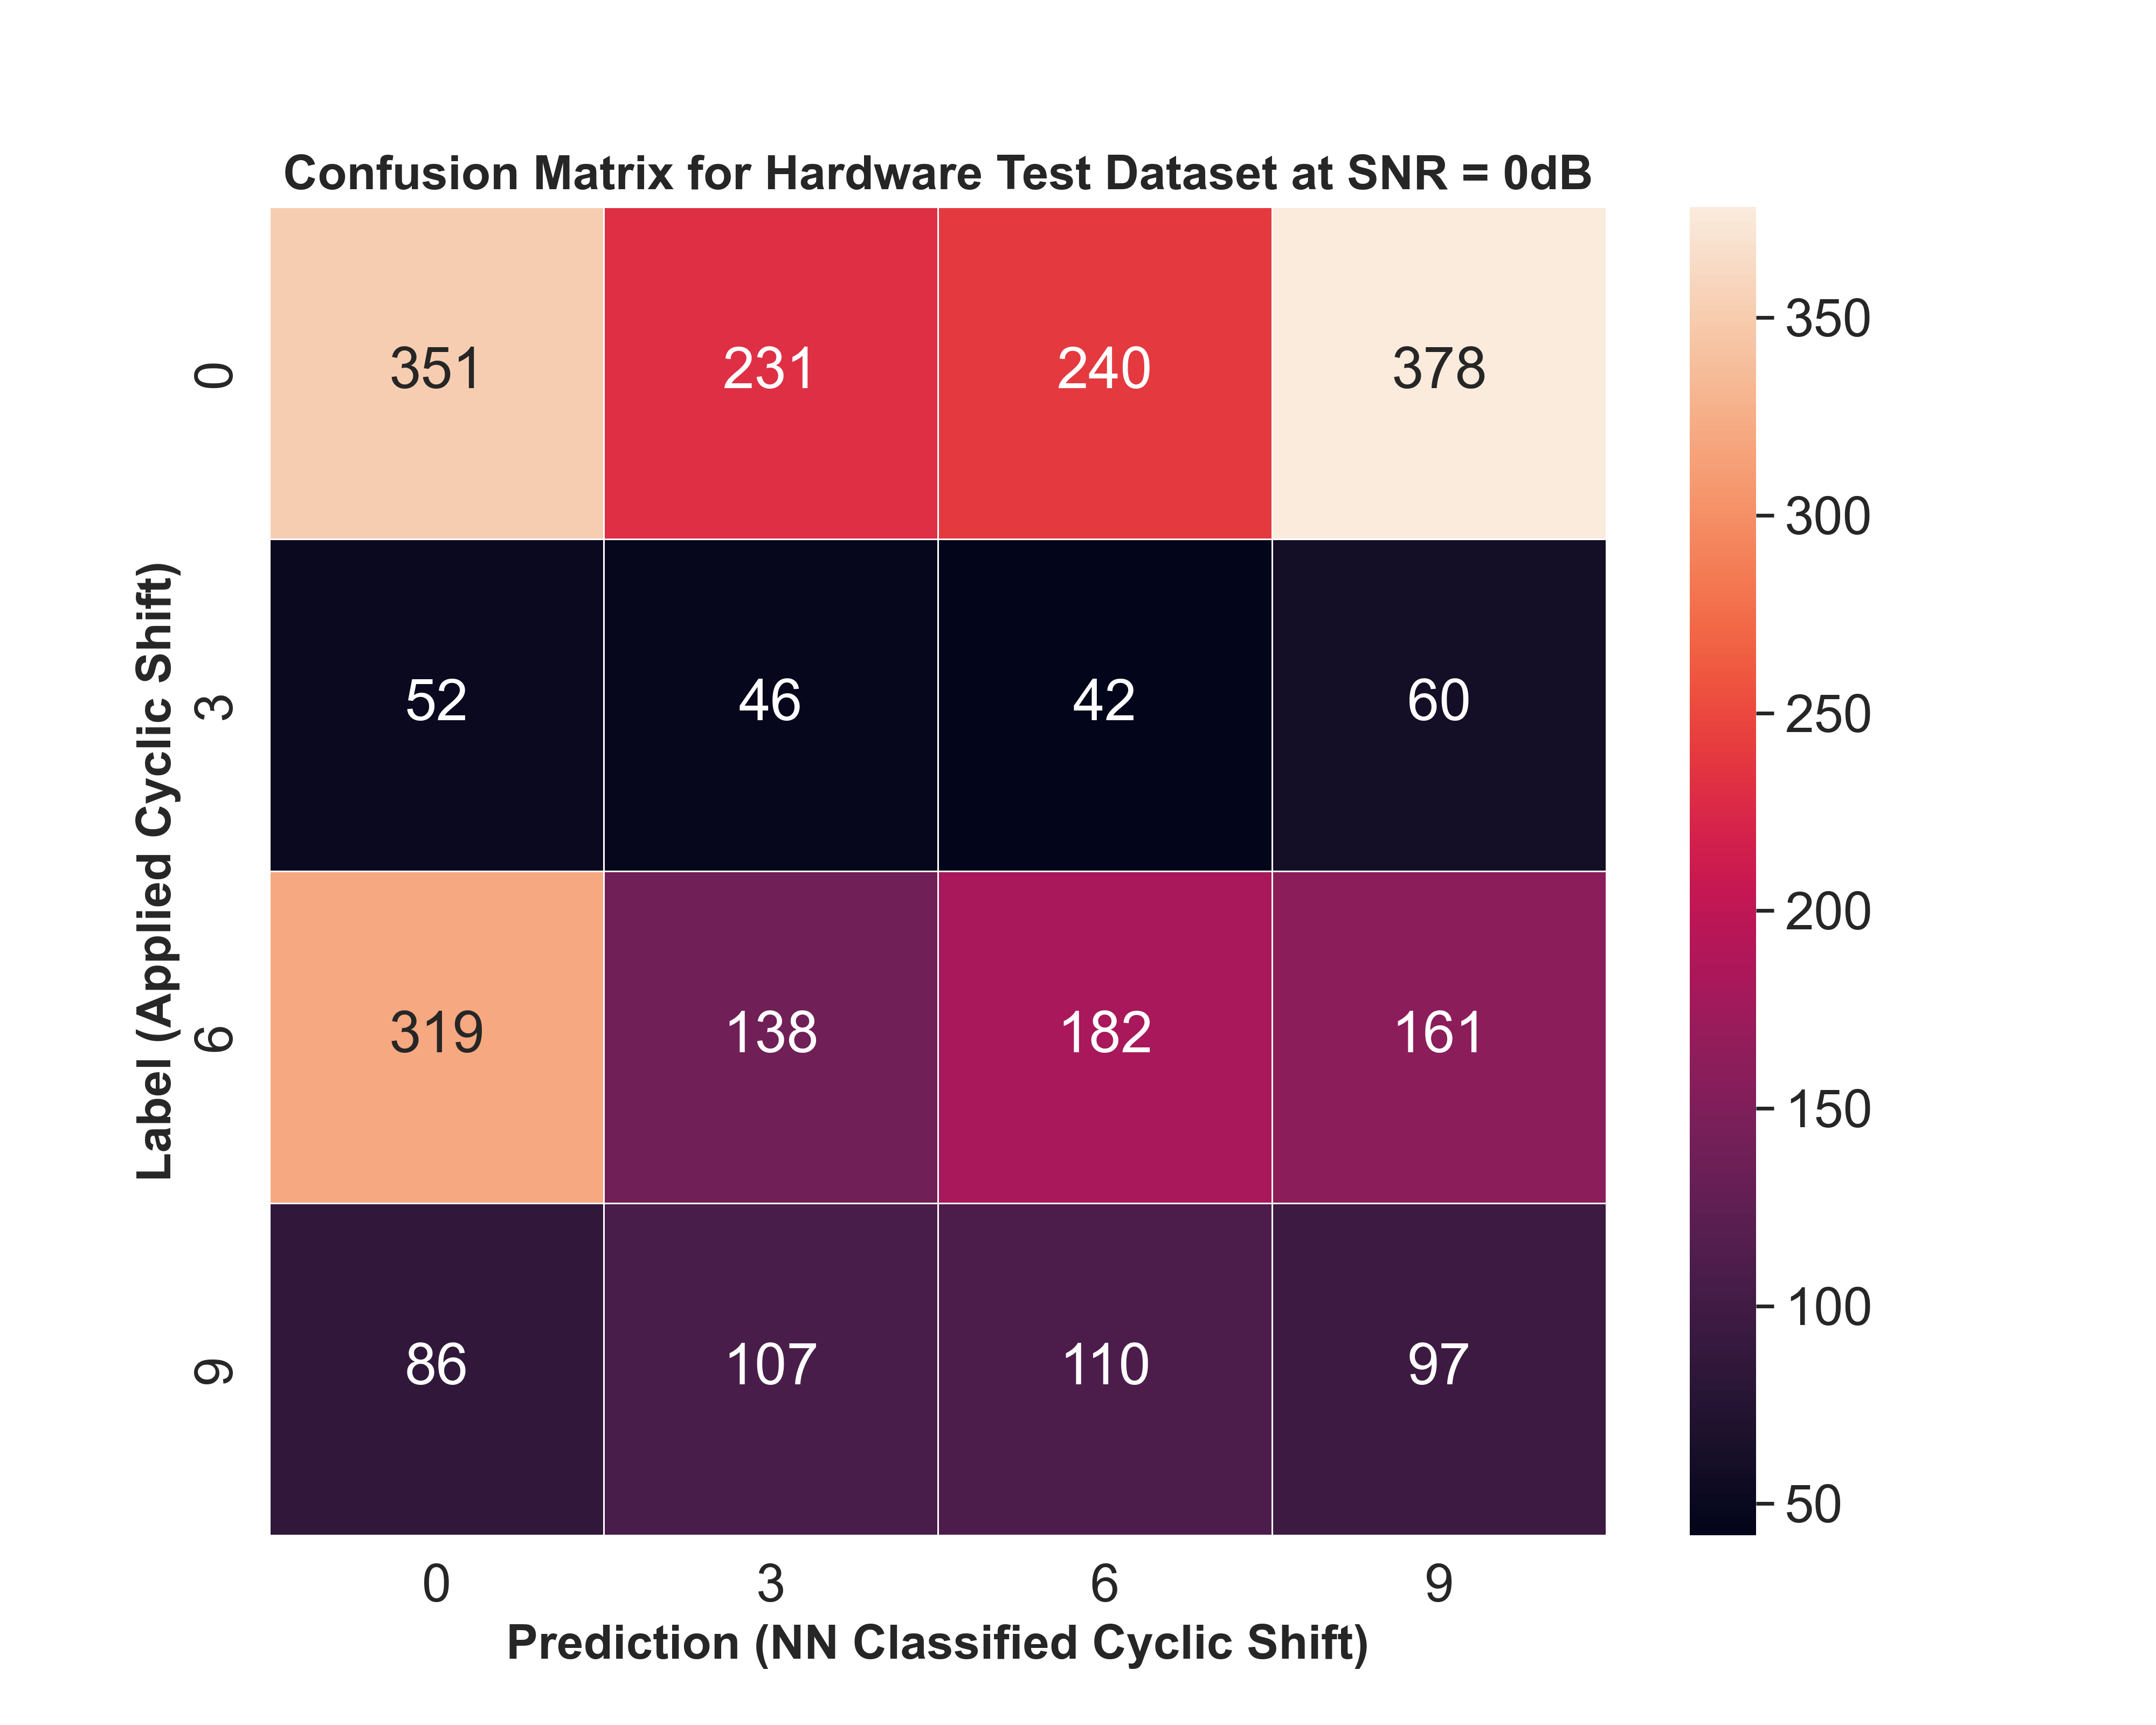 Confusion Matrix for Hardware Test Dataset at SNR = 0dB
Label (Applied Cyclic Shift)
0
351 231 240 378
3
52 46 42 60
6
319 138 182 161
9
86 107 110 97
0 3 6 9
Prediction (NN Classified Cyclic Shift)
350
300
250
200
150
100
50